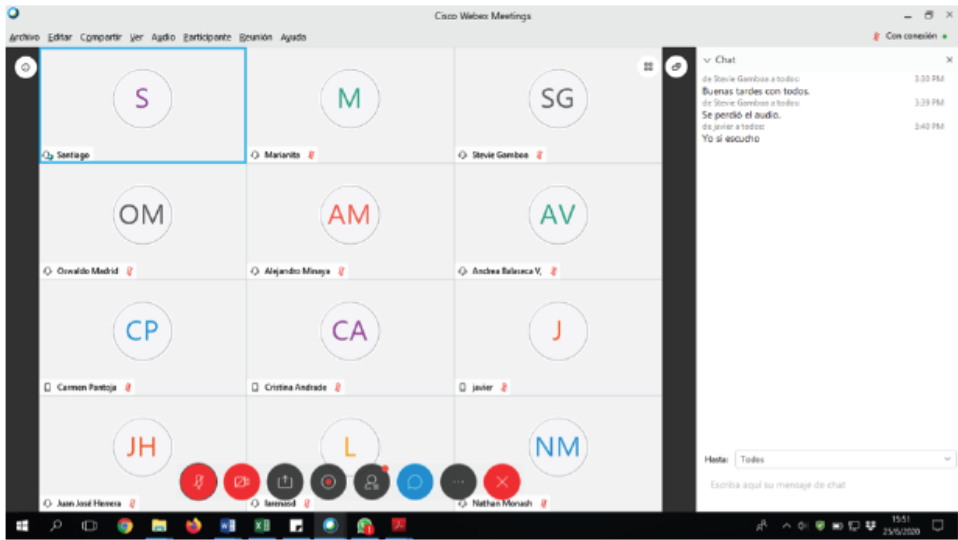 Cisco Webex Meetings
Archivo Editar Compartir Ver Audio Participante Reunión Ayuda
Con conexión
S
Santiago
M
Marianita
SG
Stevie Gamboa
OM
Oswaldo Madrid
AM
Alejandro Minaya
AV
Andrea Balseca V,
CP
Carmen Pantoja
CA
Cristina Andrade
J
javier
JH
Juan José Herrera
L
larenasd
NM
Nathan Monash
Chat
de Stevie Gamboa a todos: 3:39 PM
Buenas tardes con todos.
de Stevie Gamboa a todos: 3:39 PM
Se perdió el audio.
de javier a todos: 3:40 PM
Yo si escucho
Hasta: Todos
Escriba aquí su mensaje de chat
15:51
25/6/2020